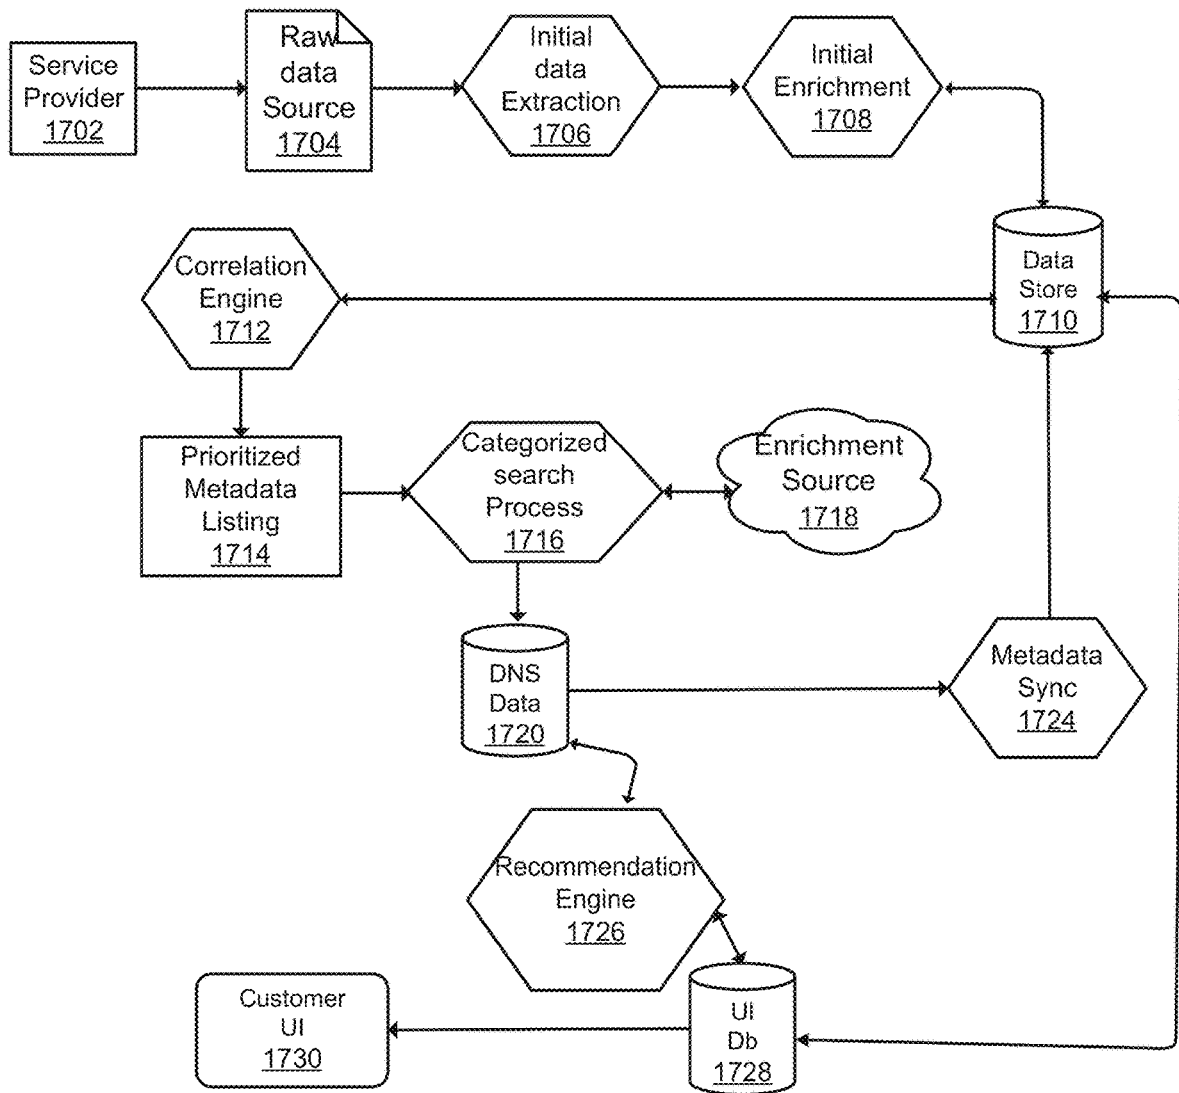 Service
Provider
1702
Raw
data
Source
1704
Initial
data
Extraction
1706
Initial
Enrichment
1708
Data
Store
1710
Correlation
Engine
1712
Prioritized
Metadata
Listing
1714
Categorized
search
Process
1716
Enrichment
Source
1718
DNS
Data
1720
Metadata
Sync
1724
Recommendation
Engine
1726
UI
Db
1728
Customer
UI
1730